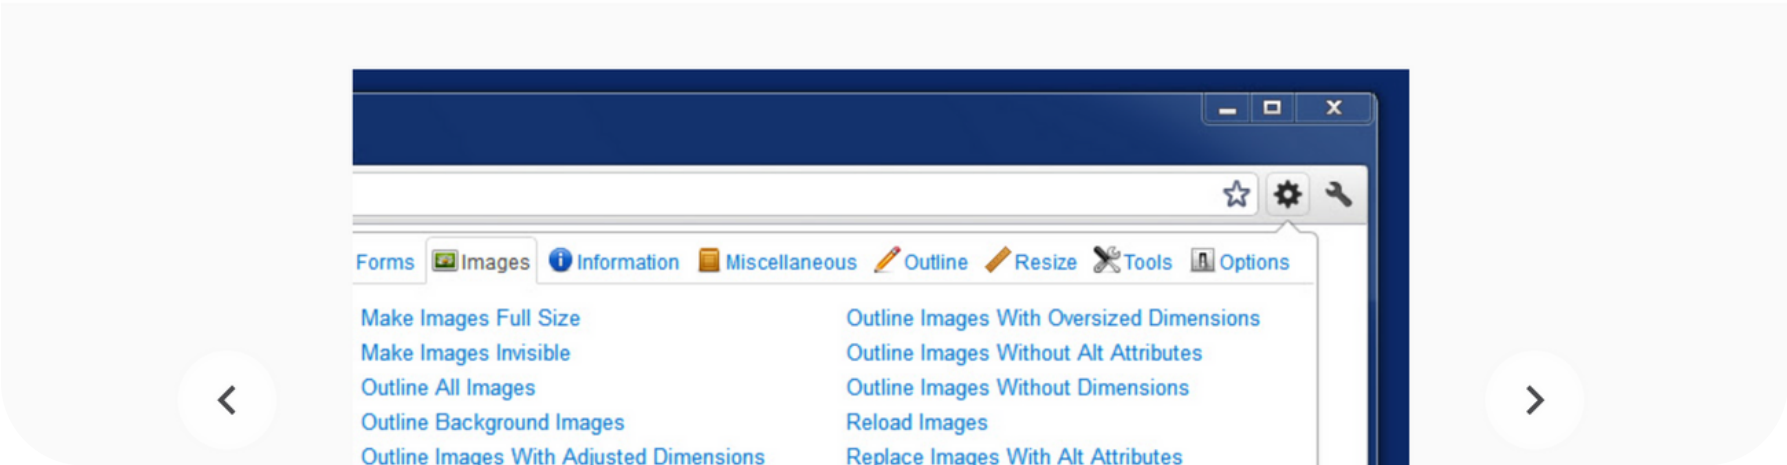 Forms Images Information Miscellaneous Outline Resize Tools Options
Make Images Full Size
Make Images Invisible
Outline All Images
Outline Background Images
Outline Images With Adjusted Dimensions
Outline Images With Oversized Dimensions
Outline Images Without Alt Attributes
Outline Images Without Dimensions
Reload Images
Replace Images With Alt Attributes